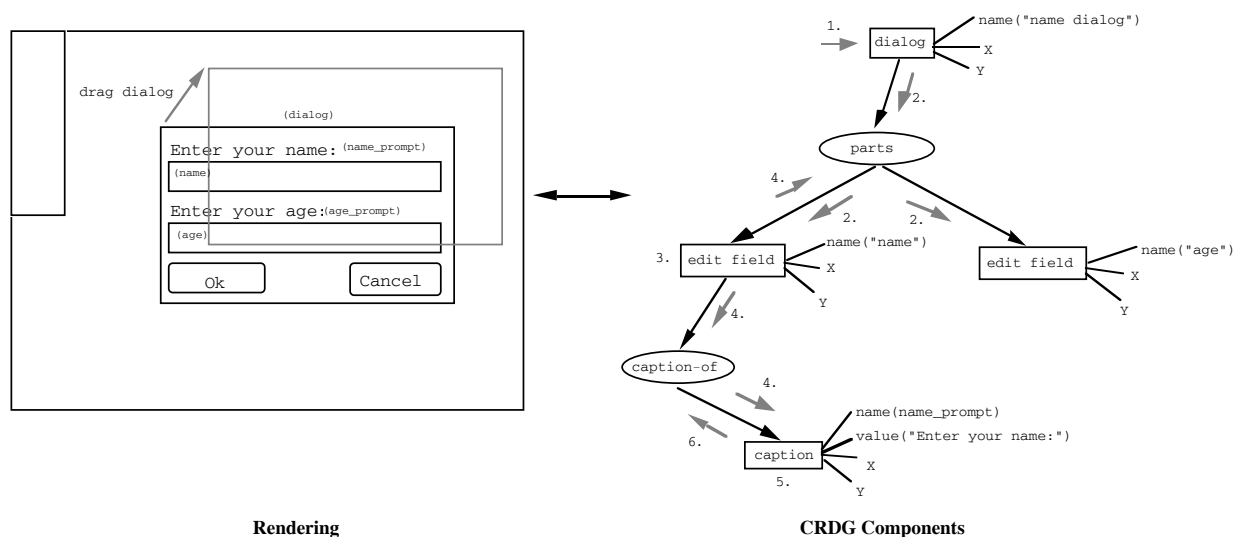 drag dialog
(dialog)
Enter your name: (name_prompt)
(name)
Enter your age: (age_prompt)
(age)
Ok
Cancel
Rendering
1.
dialog
name("name dialog")
X
Y
2.
parts
4.
2.
2.
3.
edit field
name("name")
X
Y
edit field
name("age")
X
Y
4.
caption-of
4.
6.
caption
name(name_prompt)
value("Enter your name:")
X
Y
5.
CRDG Components